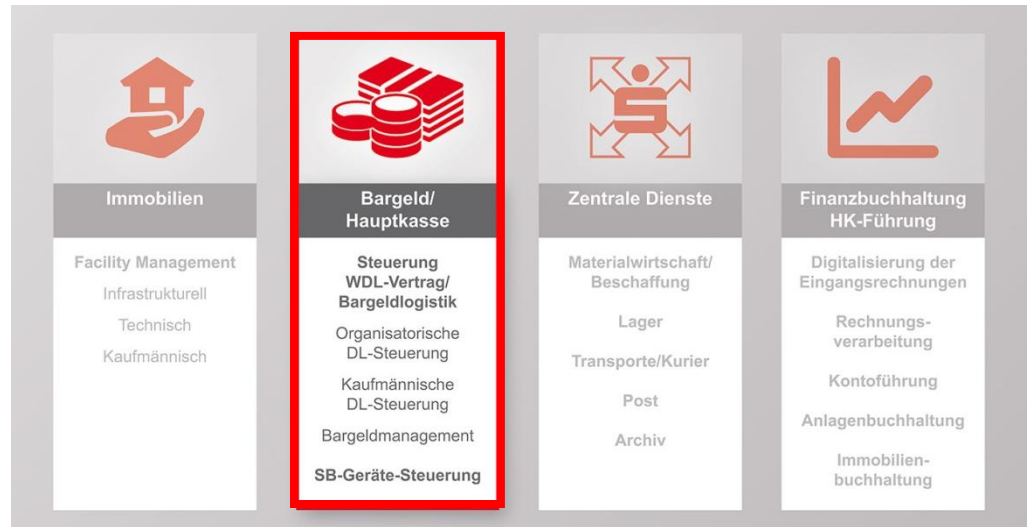 Immobilien
Facility Management
Infrastrukturell
Technisch
Kaufmännisch
Bargeld/
Hauptkasse
Steuerung
WDL-Vertrag/
Bargeldlogistik
Organisatorische
DL-Steuerung
Kaufmännische
DL-Steuerung
Bargeldmanagement
SB-Geräte-Steuerung
Zentrale Dienste
Materialwirtschaft/
Beschaffung
Lager
Transporte/Kurier
Post
Archiv
Finanzbuchhaltung
HK-Führung
Digitalisierung der
Eingangsrechnungen
Rechnungs-
verarbeitung
Kontoführung
Anlagenbuchhaltung
Immobilien-
buchhaltung